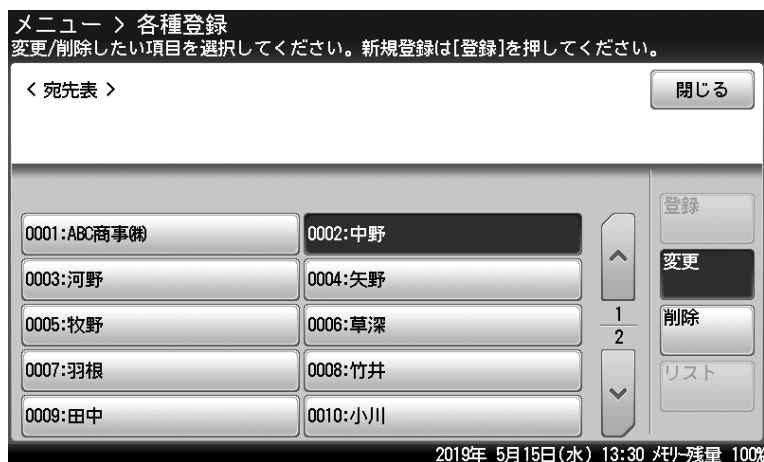 メニュー > 各種登録
変更/削除したい項目を選択してください。新規登録は[登録]を押してください。
< 宛先表 >
閉じる
登録
0001:ABC商事㈱
0002:中野
変更
0003:河野
0004:矢野
0005:牧野
0006:草深
1
2
削除
0007:羽根
0008:竹井
リスト
0009:田中
0010:小川
2019年 5月15日(水) 13:30 ﾒﾓﾘｰ残量 100%